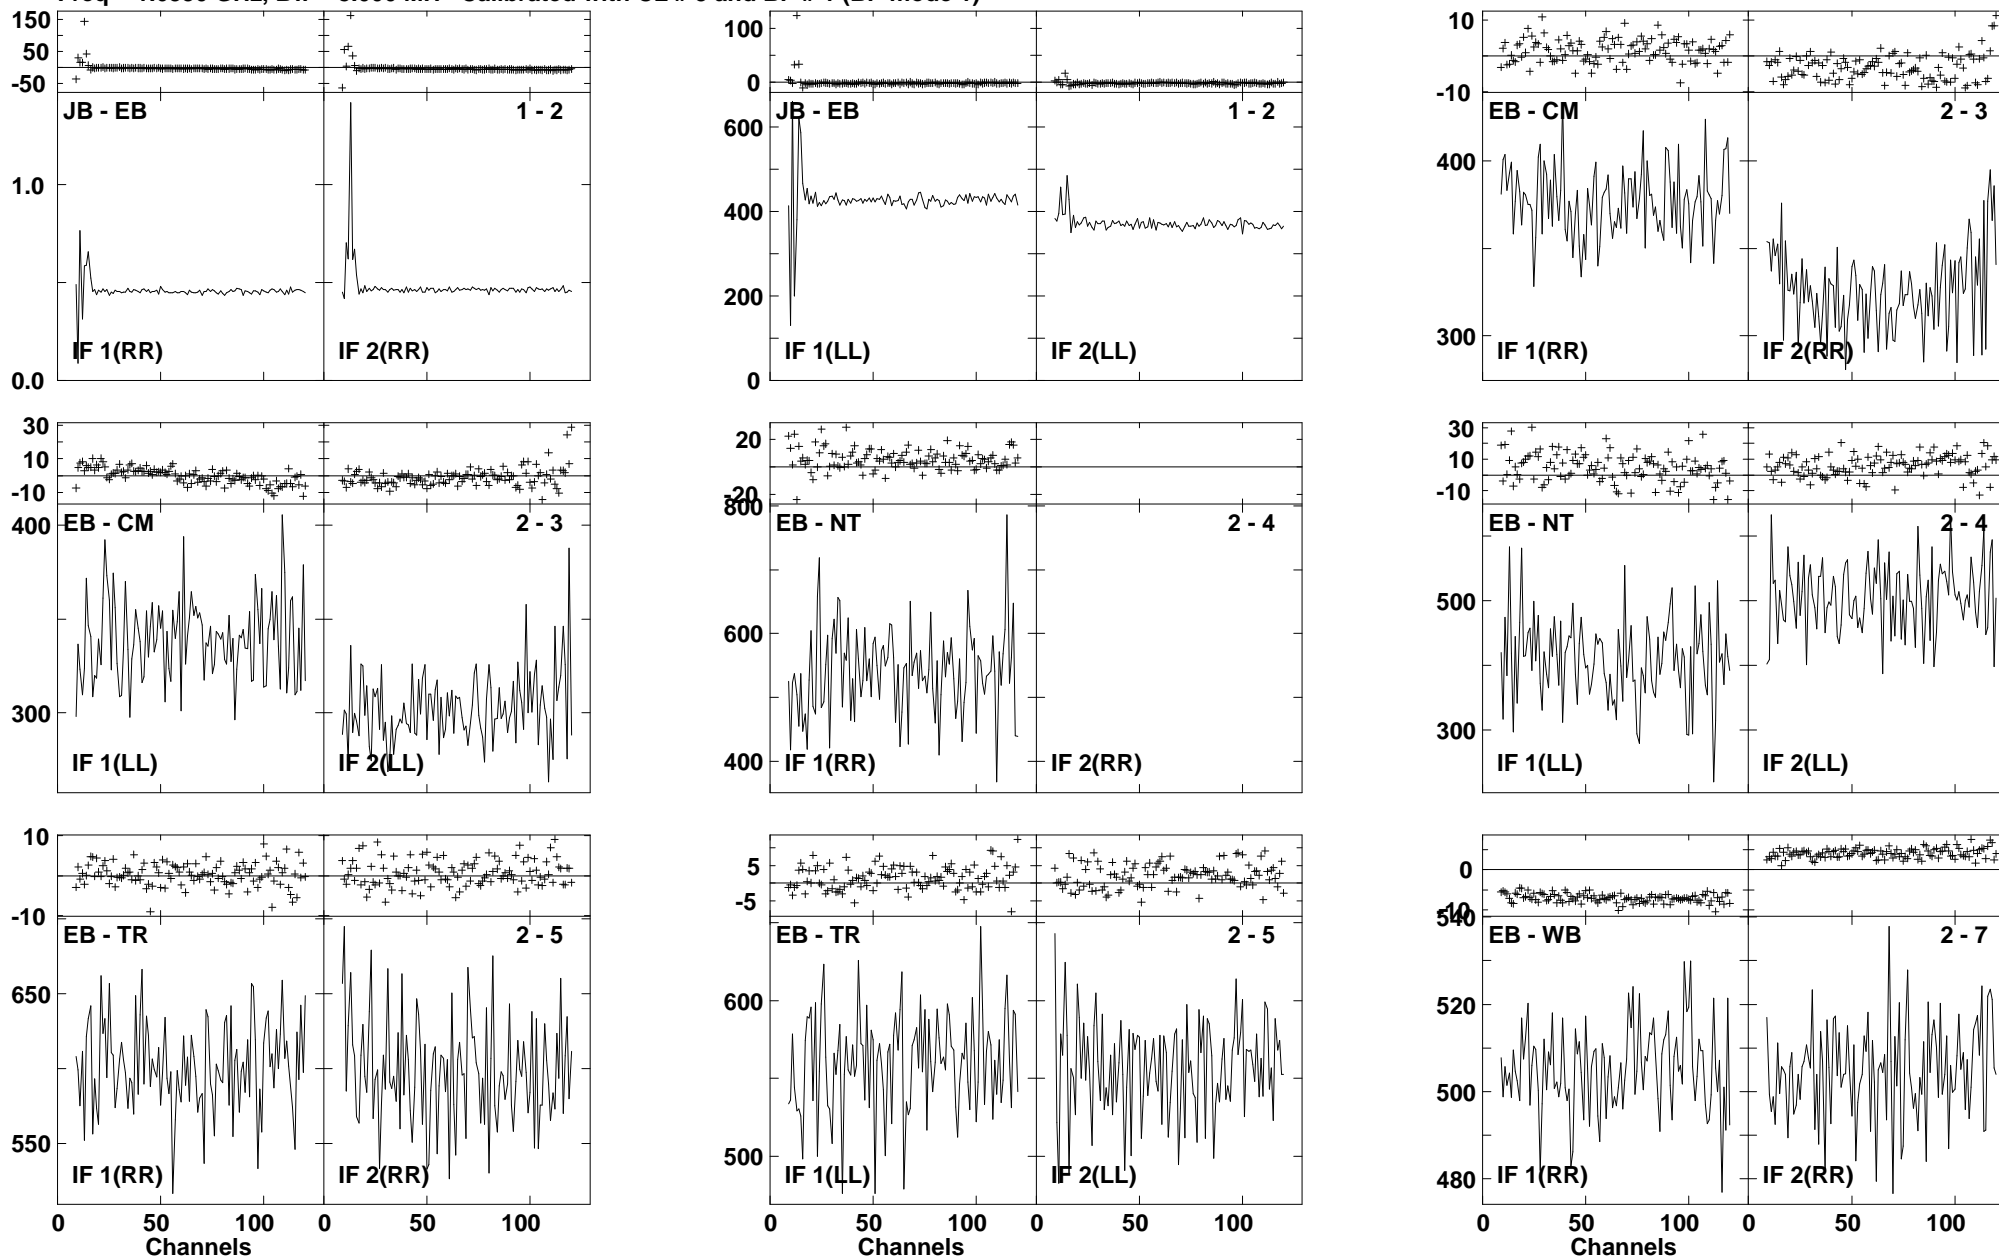 150
50
-50
JB - EB
1 - 2
1.0
0.0
IF 1(RR)
IF 2(RR)
100
0
JB - EB
1 - 2
600
400
200
0
IF 1(LL)
IF 2(LL)
10
-10
EB - CM
2 - 3
400
300
IF 1(RR)
IF 2(RR)
30
10
-10
EB - CM
2 - 3
400
300
IF 1(LL)
IF 2(LL)
20
-20
800
EB - NT
2 - 4
600
400
IF 1(RR)
IF 2(RR)
30
10
-10
EB - NT
2 - 4
500
300
IF 1(LL)
IF 2(LL)
10
-10
EB - TR
2 - 5
650
550
IF 1(RR)
IF 2(RR)
0 50 100 0 50 100
Channels
5
-5
EB - TR
2 - 5
600
500
IF 1(LL)
IF 2(LL)
0 50 100 0 50 100
Channels
0
-10
540
EB - WB
2 - 7
520
500
480
IF 1(RR)
IF 2(RR)
0 50 100 0 50 100
Channels